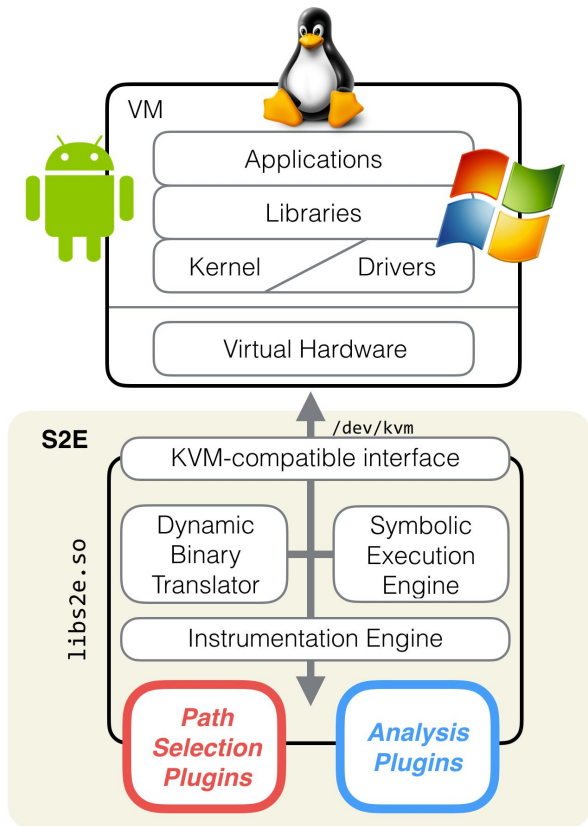 VM
Applications
Libraries
Kernel
Drivers
Virtual Hardware
/dev/kvm
S2E
KVM-compatible interface
Dynamic
Binary
Translator
Symbolic
Execution
Engine
libs2e.so
Instrumentation Engine
Path
Selection
Plugins
Analysis
Plugins